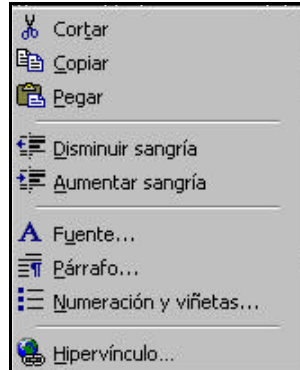 Cortar
Copiar
Pegar
Disminuir sangría
Aumentar sangría
Fuente...
Párrafo...
Numeración y viñetas...
Hipervínculo...